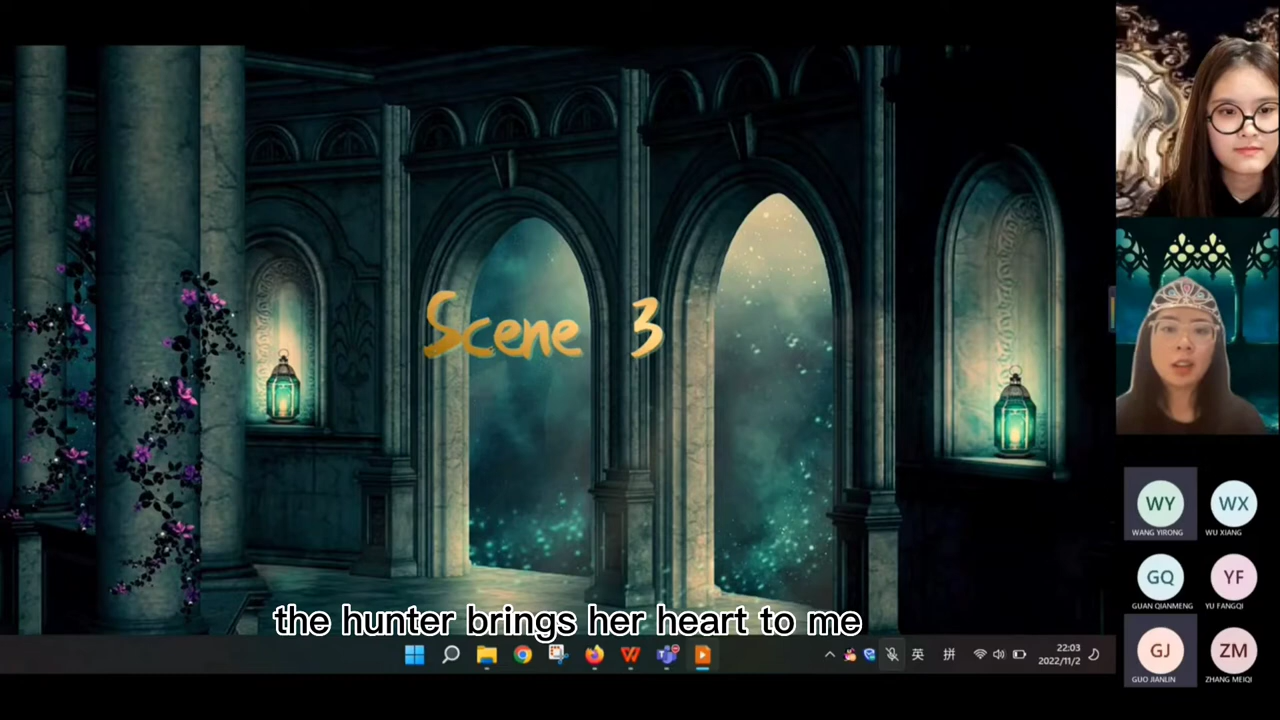 Scene 3
the hunter brings her heart to me
英 拼
22:03
2022/11/2
WY WX
WANG YIRONG WU XIANG
GQ YF
GUAN QIANMENG YU FANGQI
GJ ZM
GUO JIANLIN ZHANG MEIQI